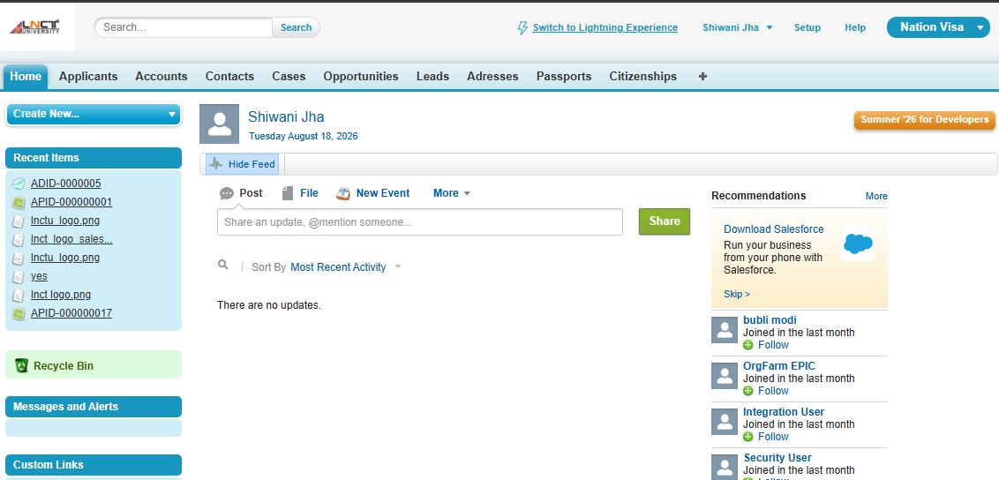 LNCT
UNIVERSITY
Search...
Search
Switch to Lightning Experience
Shiwani Jha
Setup
Help
Nation Visa
Home
Applicants
Accounts
Contacts
Cases
Opportunities
Leads
Adresses
Passports
Citizenships
Create New...
Recent Items
ADID-0000005
APID-000000001
lnctu_logo.png
lnct_logo_sales...
lnctu_logo.png
yes
lnct logo.png
APID-000000017
Recycle Bin
Messages and Alerts
Custom Links
Shiwani Jha
Tuesday August 18, 2026
Summer '26 for Developers
Hide Feed
Post
File
New Event
More
Share an update, @mention someone...
Share
Sort By Most Recent Activity
There are no updates.
Recommendations
More
Download Salesforce
Run your business
from your phone with
Salesforce.
Skip >
bubli modi
Joined in the last month
Follow
OrgFarm EPIC
Joined in the last month
Follow
Integration User
Joined in the last month
Follow
Security User
Joined in the last month